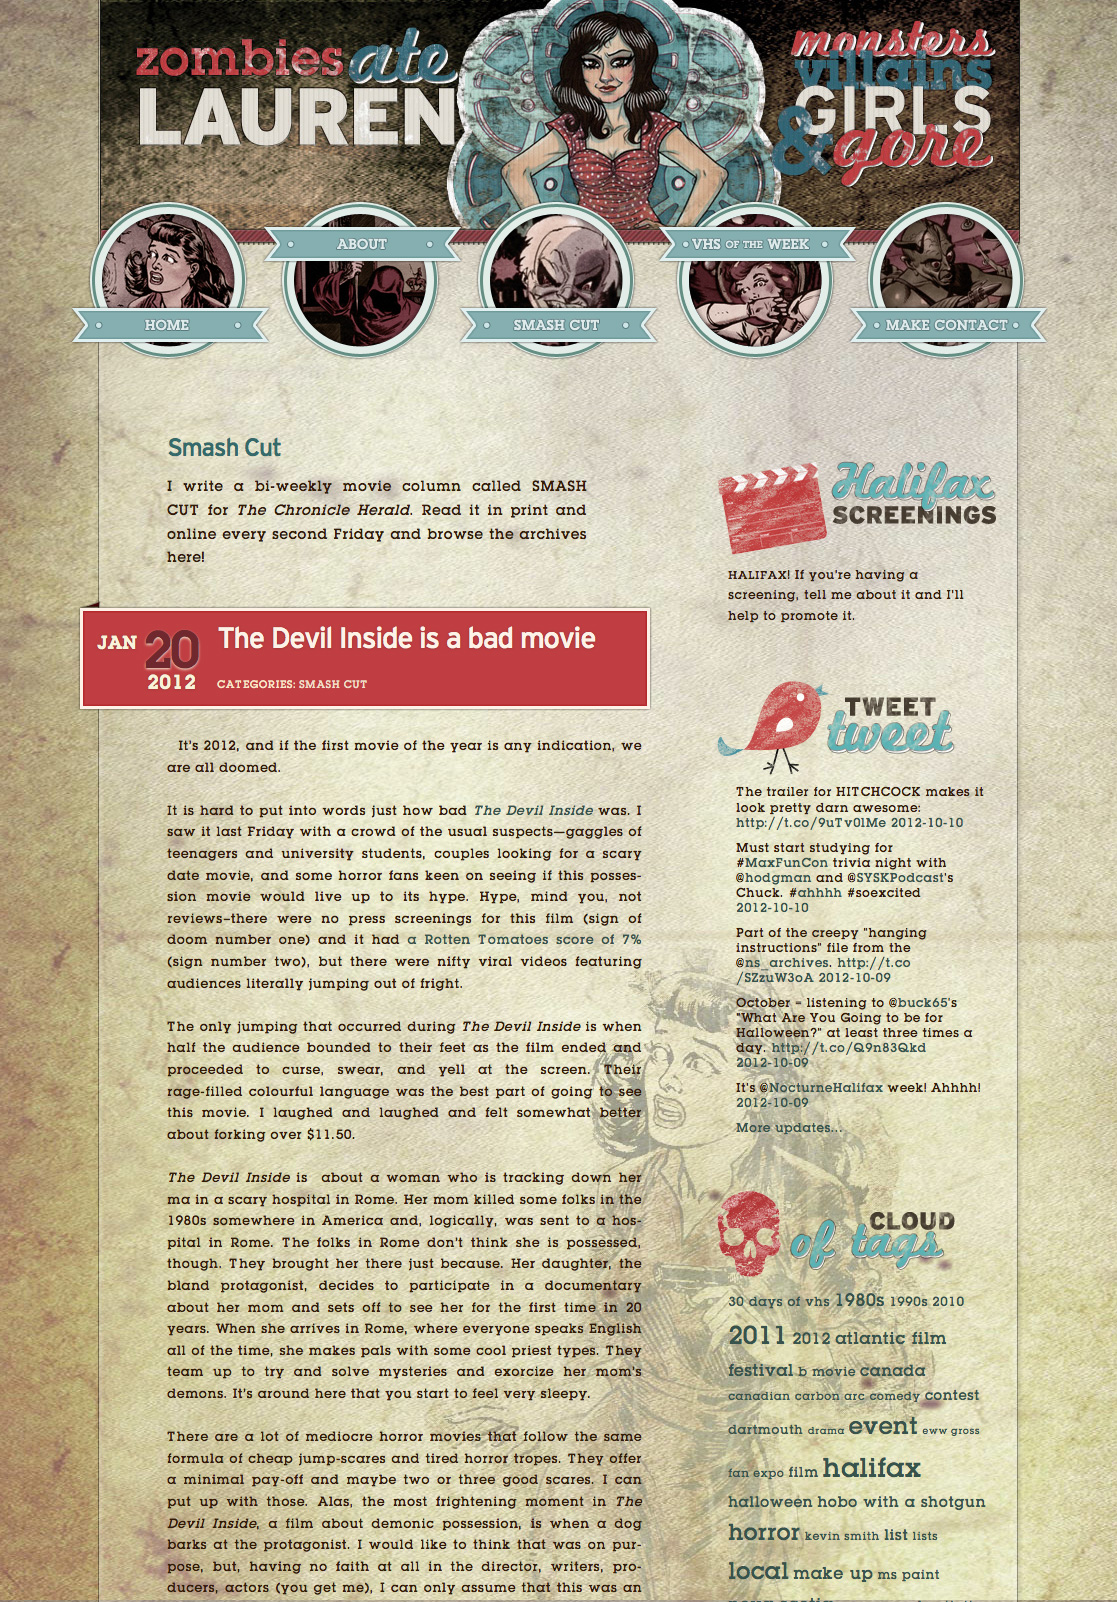 zombies ate
LAUREN
monsters
villains
GIRLS
& gore
HOME
ABOUT
SMASH CUT
• VHS OF THE WEEK •
• MAKE CONTACT •
Smash Cut
I write a bi-weekly movie column called SMASH
CUT for The Chronicle Herald. Read it in print and
online every second Friday and browse the archives
here!
JAN 20
2012
The Devil Inside is a bad movie
CATEGORIES: SMASH CUT
It's 2012, and if the first movie of the year is any indication, we
are all doomed.
It is hard to put into words just how bad The Devil Inside was. I
saw it last Friday with a crowd of the usual suspects—gaggles of
teenagers and university students, couples looking for a scary
date movie, and some horror fans keen on seeing if this posses-
sion movie would live up to its hype. Hype, mind you, not
reviews–there were no press screenings for this film (sign of
doom number one) and it had a Rotten Tomatoes score of 7%
(sign number two), but there were nifty viral videos featuring
audiences literally jumping out of fright.
The only jumping that occurred during The Devil Inside is when
half the audience bounded to their feet as the film ended and
proceeded to curse, swear, and yell at the screen. Their
rage-filled colourful language was the best part of going to see
this movie. I laughed and laughed and felt somewhat better
about forking over $11.50.
The Devil Inside is about a woman who is tracking down her
ma in a scary hospital in Rome. Her mom killed some folks in the
1980s somewhere in America and, logically, was sent to a hos-
pital in Rome. The folks in Rome don't think she is possessed,
though. They brought her there just because. Her daughter, the
bland protagonist, decides to participate in a documentary
about her mom and sets off to see her for the first time in 20
years. When she arrives in Rome, where everyone speaks English
all of the time, she makes pals with some cool priest types. They
team up to try and solve mysteries and exorcize her mom's
demons. It's around here that you start to feel very sleepy.
There are a lot of mediocre horror movies that follow the same
formula of cheap jump-scares and tired horror tropes. They offer
a minimal pay-off and maybe two or three good scares. I can
put up with those. Alas, the most frightening moment in The
Devil Inside, a film about demonic possession, is when a dog
barks at the protagonist. I would like to think that was on pur-
pose, but, having no faith at all in the director, writers, pro-
ducers, actors (you get me), I can only assume that this was an
Halifax
SCREENINGS
HALIFAX! If you're having a
screening, tell me about it and I'll
help to promote it.
TWEET
tweet
The trailer for HITCHCOCK makes it
look pretty darn awesome:
http://t.co/9uTv0lMe 2012-10-10
Must start studying for
#MaxFunCon trivia night with
@hodgman and @SYSKPodcast's
Chuck. #ahhhh #soexcited
2012-10-10
Part of the creepy "hanging
instructions" file from the
@ns_archives. http://t.co
/SZzuW3oA 2012-10-09
October – listening to @buck65's
"What Are You Going to be for
Halloween?" at least three times a
day. http://t.co/Q9n83Qkd
2012-10-09
It's @NocturneHalifax week! Ahhhh!
2012-10-09
More updates...
CLOUD
of tags
30 days of vhs 1980s 1990s 2010
2011 2012 atlantic film
festival b movie canada
canadian carbon arc comedy contest
dartmouth drama event eww gross
fan expo film halifax
halloween hobo with a shotgun
horror kevin smith list lists
local make up ms paint